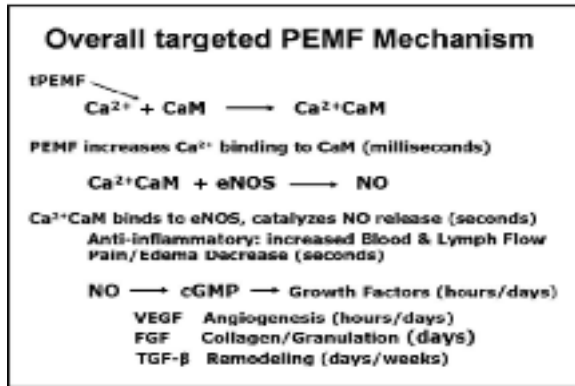 Overall targeted PEMF Mechanism
tPEMF
Ca²⁺ + CaM ⟶ Ca²⁺CaM
PEMF increases Ca²⁺ binding to CaM (milliseconds)
Ca²⁺CaM + eNOS ⟶ NO
Ca²⁺CaM binds to eNOS, catalyzes NO release (seconds)
Anti-inflammatory: increased Blood & Lymph Flow
Pain/Edema Decrease (seconds)
NO ⟶ cGMP ⟶ Growth Factors (hours/days)
VEGF Angiogenesis (hours/days)
FGF Collagen/Granulation (days)
TGF-β Remodeling (days/weeks)